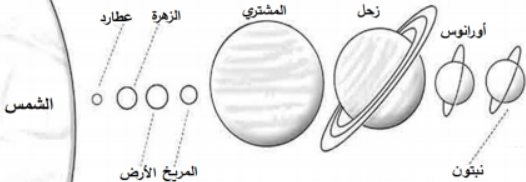 المشتري
زحل
الزهرة
عطارد
أورانوس
الشمس
المريخ
الأرض
نبتون